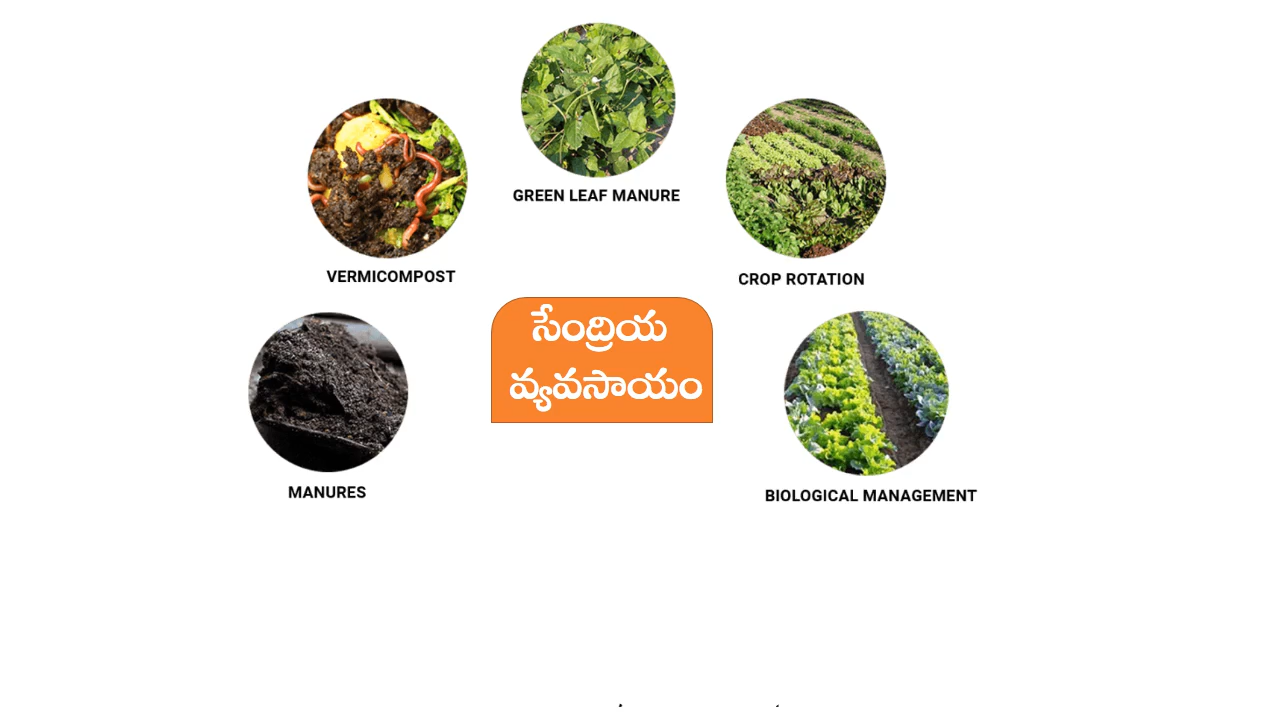 GREEN LEAF MANURE
VERMICOMPOST
CROP ROTATION
సేంద్రియ
వ్యవసాయం
MANURES
BIOLOGICAL MANAGEMENT